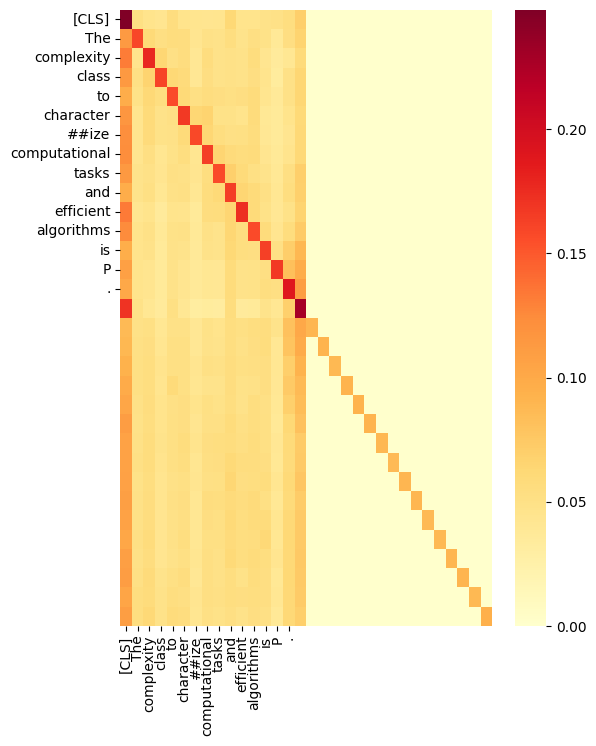 [CLS]
The
complexity
class
to
character
##ize
computational
tasks
and
efficient
algorithms
is
P
.
[CLS]
The
complexity
class
to
character
##ize
computational
tasks
and
efficient
algorithms
is
P
.
0.20
0.15
0.10
0.05
0.00